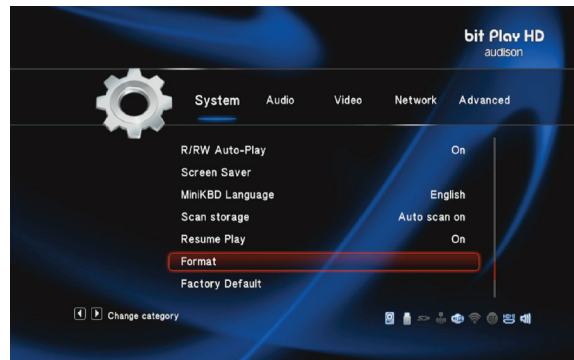 bit Play HD
audison
System Audio Video Network Advanced
R/RW Auto-Play On
Screen Saver
MiniKBD Language English
Scan storage Auto scan on
Resume Play On
Format
Factory Default
Change category